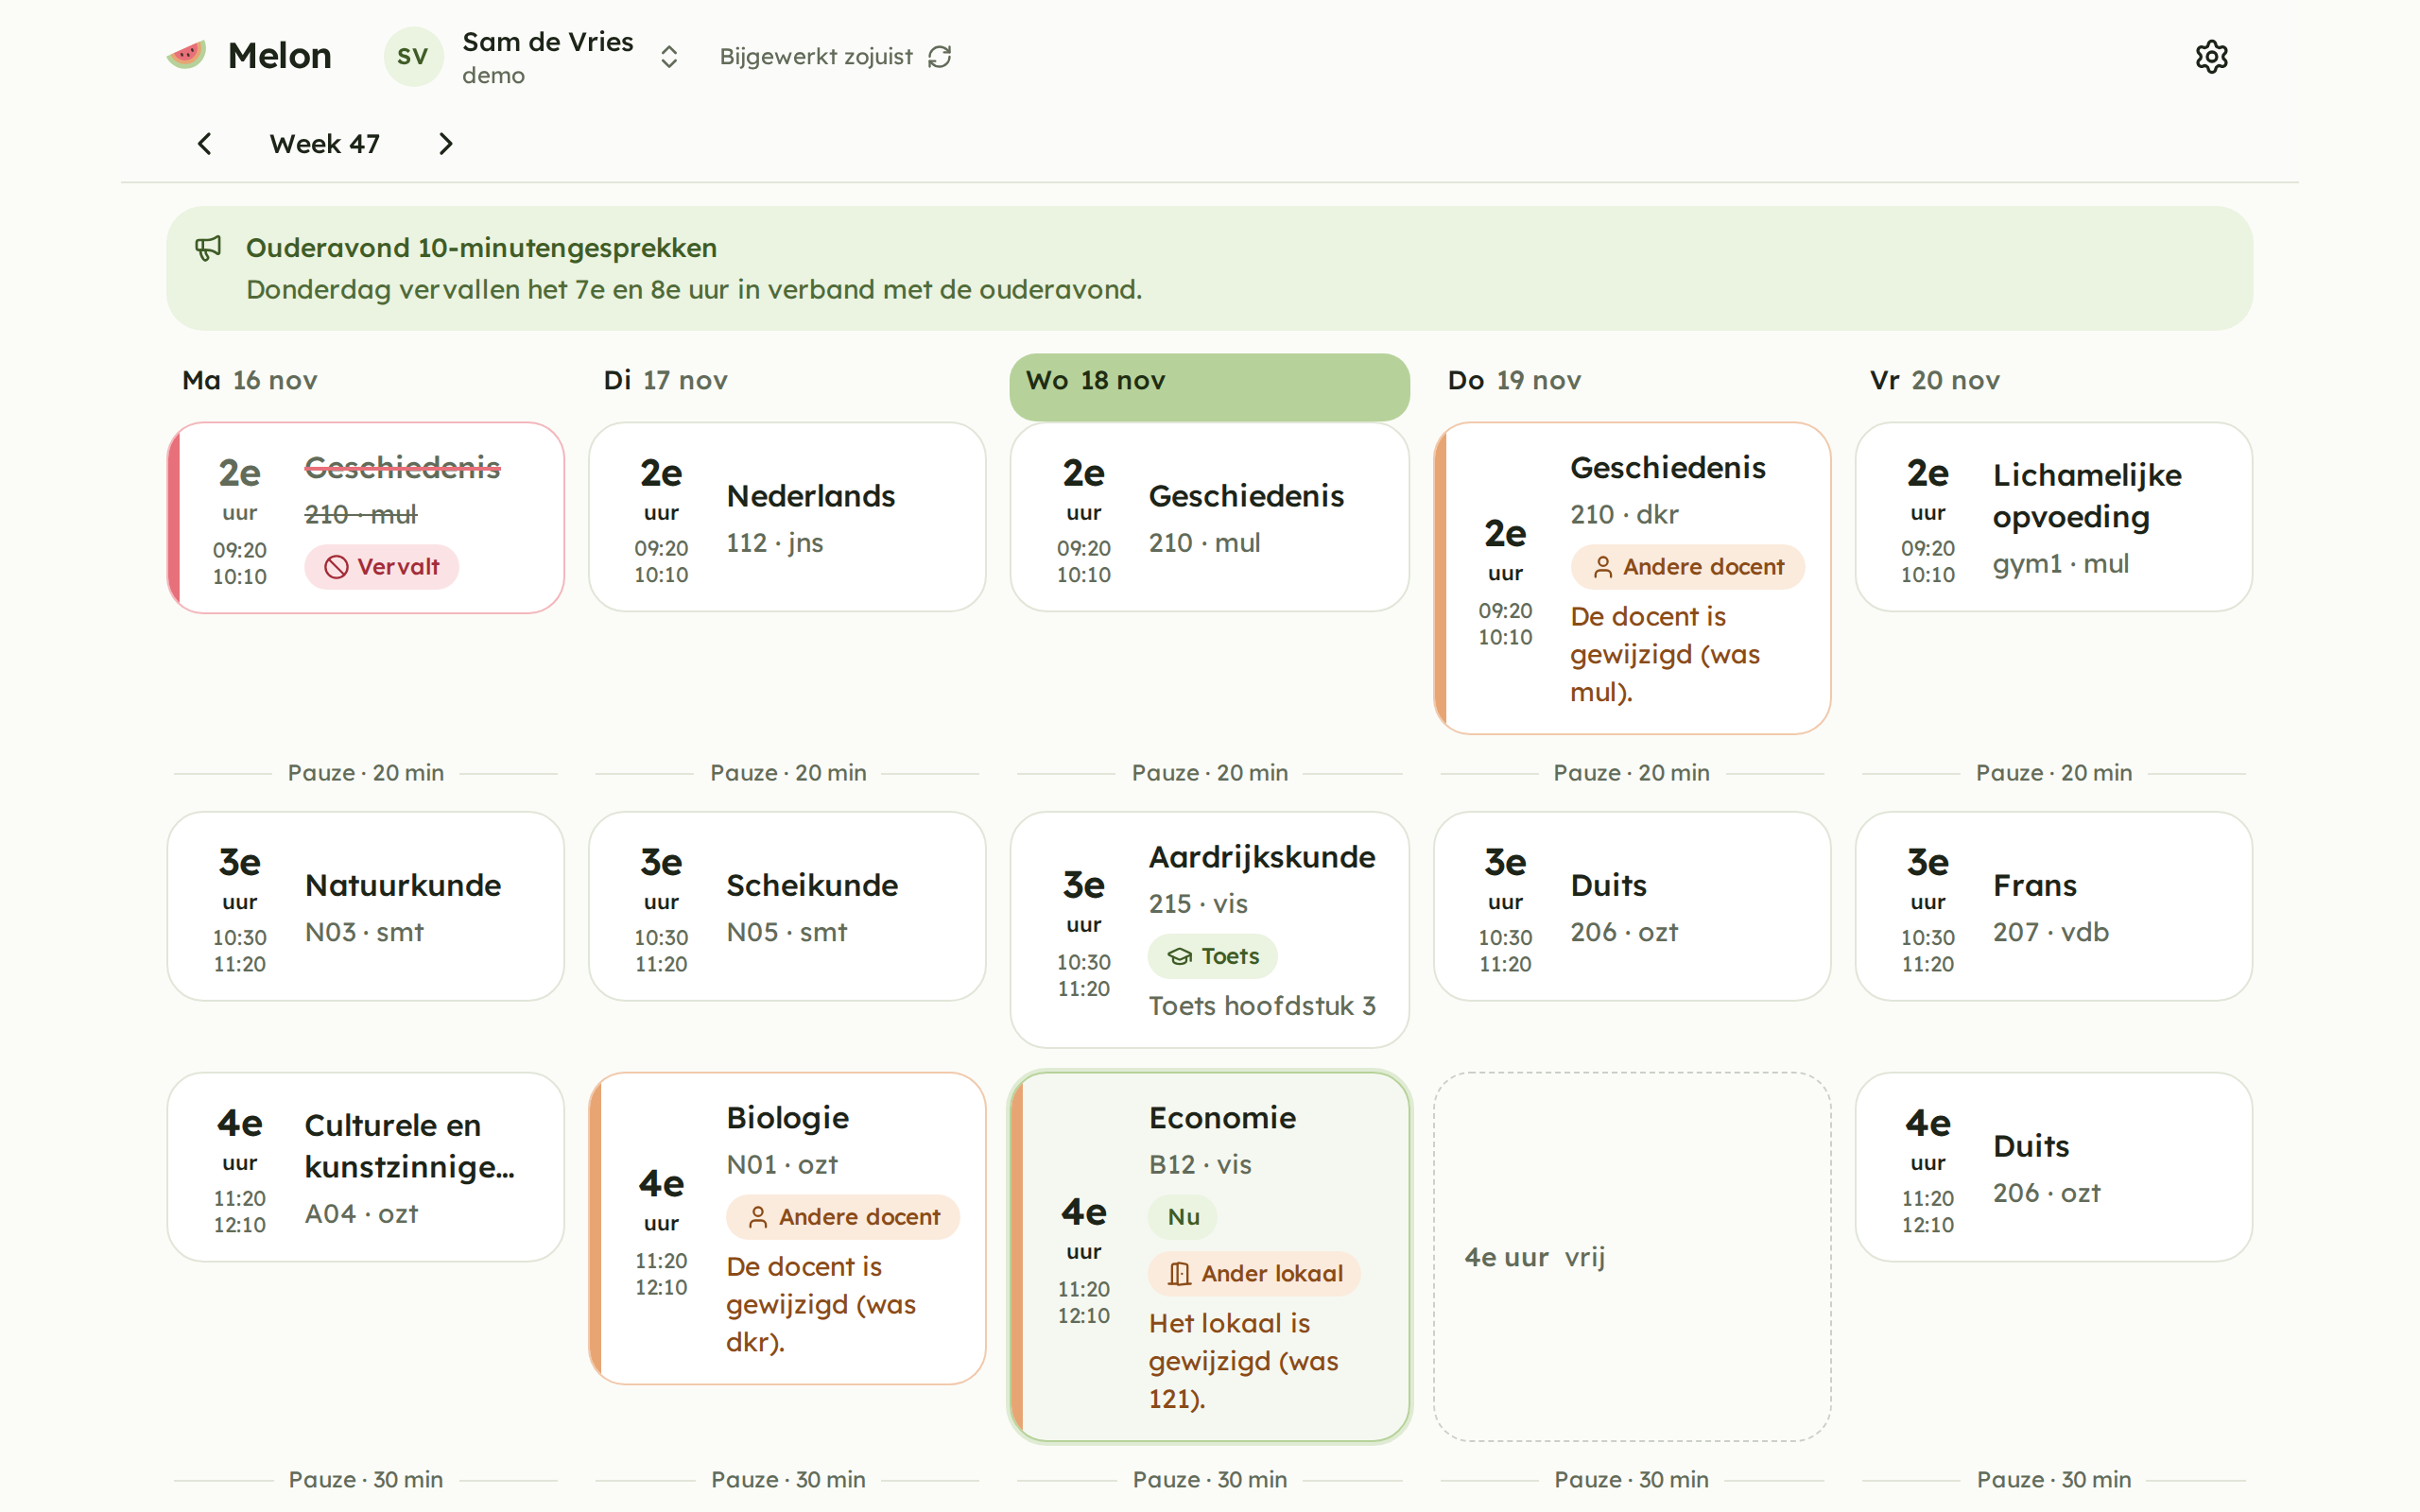 Melon
SV
Sam de Vries
demo
Bijgewerkt zojuist
Week 47
Ouderavond 10-minutengesprekken
Donderdag vervallen het 7e en 8e uur in verband met de ouderavond.
Ma 16 nov
Di 17 nov
Wo 18 nov
Do 19 nov
Vr 20 nov
2e
uur
09:20
10:10
Geschiedenis
210 · mul
Vervalt
2e
uur
09:20
10:10
Nederlands
112 · jns
2e
uur
09:20
10:10
Geschiedenis
210 · mul
2e
uur
09:20
10:10
Geschiedenis
210 · dkr
Andere docent
De docent is
gewijzigd (was
mul).
2e
uur
09:20
10:10
Lichamelijke
opvoeding
gym1 · mul
Pauze · 20 min
Pauze · 20 min
Pauze · 20 min
Pauze · 20 min
Pauze · 20 min
3e
uur
10:30
11:20
Natuurkunde
N03 · smt
3e
uur
10:30
11:20
Scheikunde
N05 · smt
3e
uur
10:30
11:20
Aardrijkskunde
215 · vis
Toets
Toets hoofdstuk 3
3e
uur
10:30
11:20
Duits
206 · ozt
3e
uur
10:30
11:20
Frans
207 · vdb
4e
uur
11:20
12:10
Culturele en
kunstzinnige...
A04 · ozt
4e
uur
11:20
12:10
Biologie
N01 · ozt
Andere docent
De docent is
gewijzigd (was
dkr).
4e
uur
11:20
12:10
Economie
B12 · vis
Nu
Ander lokaal
Het lokaal is
gewijzigd (was
121).
4e uur vrij
4e
uur
11:20
12:10
Duits
206 · ozt
Pauze · 30 min
Pauze · 30 min
Pauze · 30 min
Pauze · 30 min
Pauze · 30 min